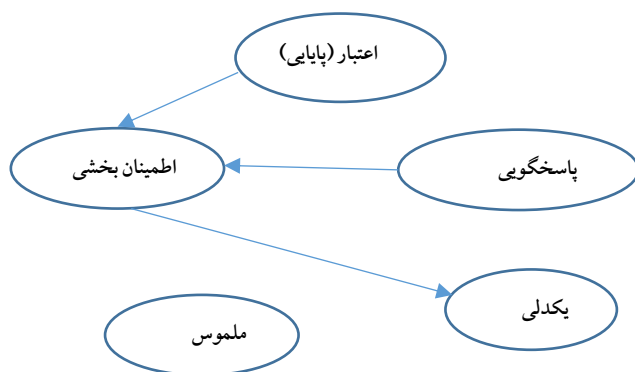 اعتبار (پایایی)
پاسخگویی
اطمینان بخشی
یکدلی
ملموس